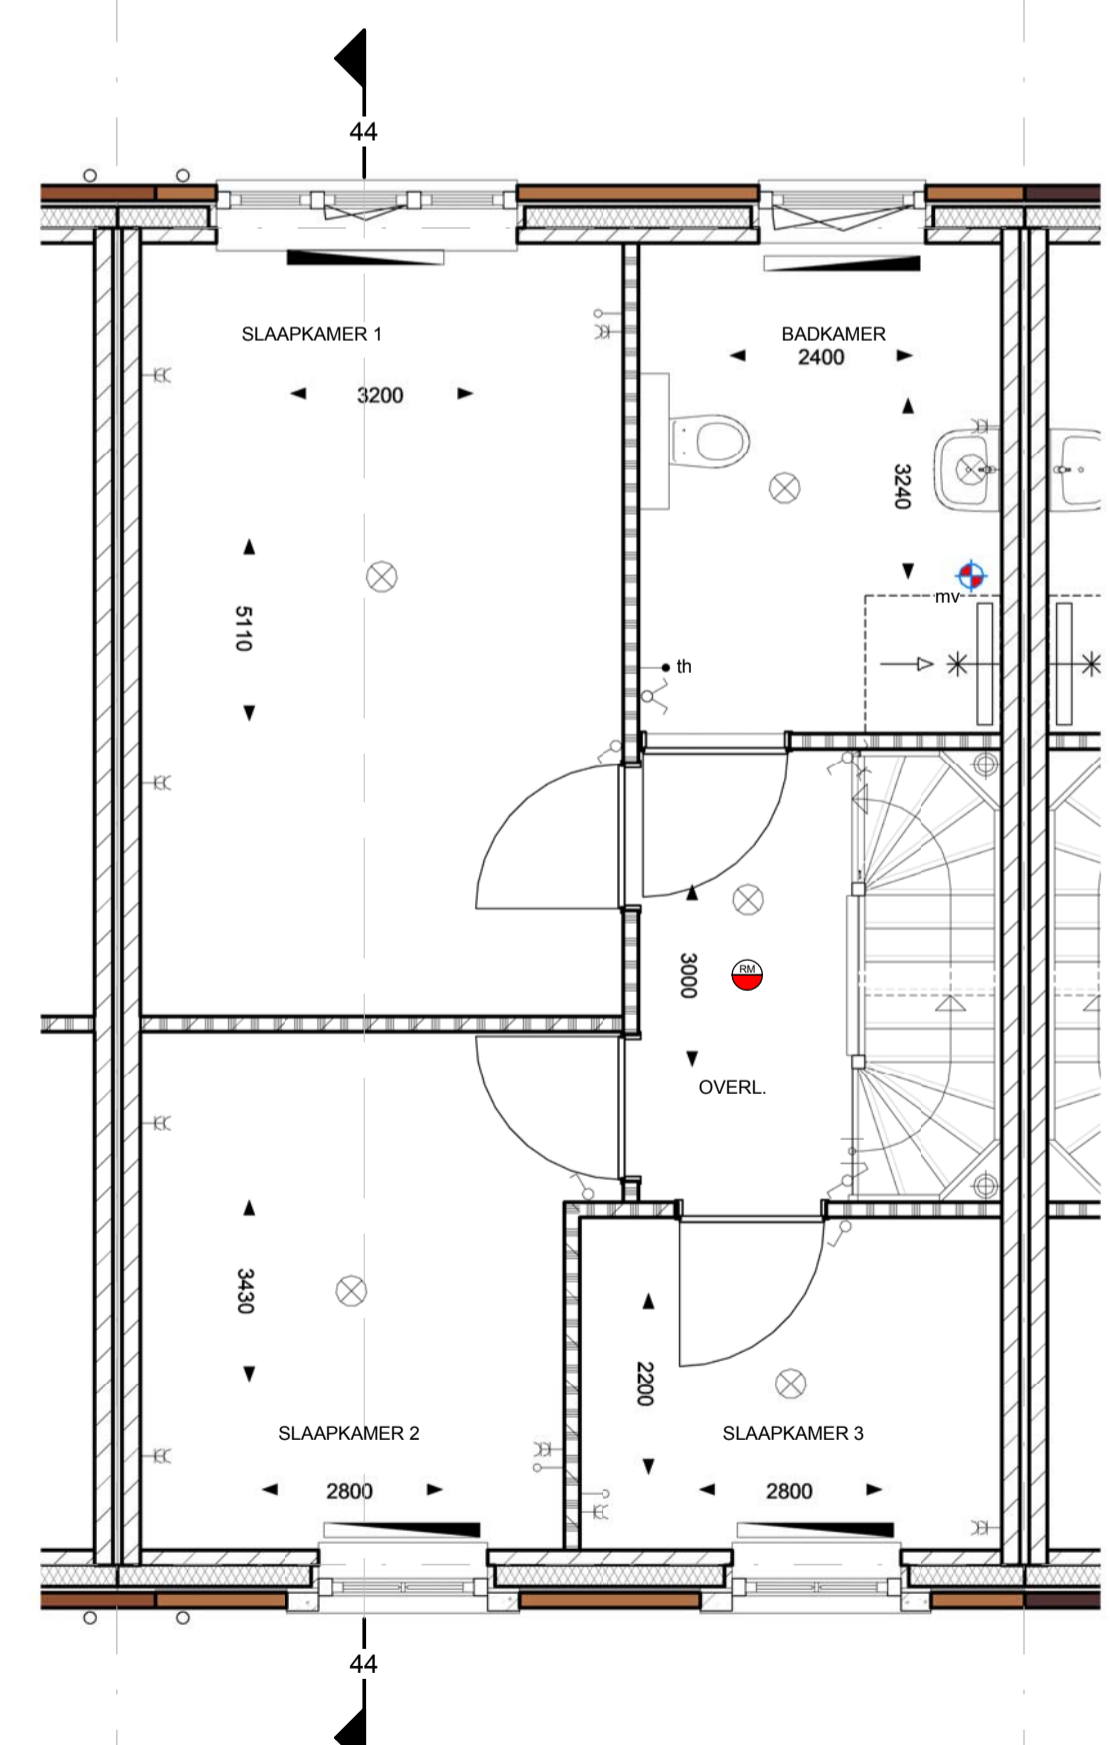 44
SLAAPKAMER 1
3200
BADKAMER
2400
3240
5110
mv
th
3000
RM
OVERL.
3430
2200
SLAAPKAMER 2
2800
SLAAPKAMER 3
2800
44